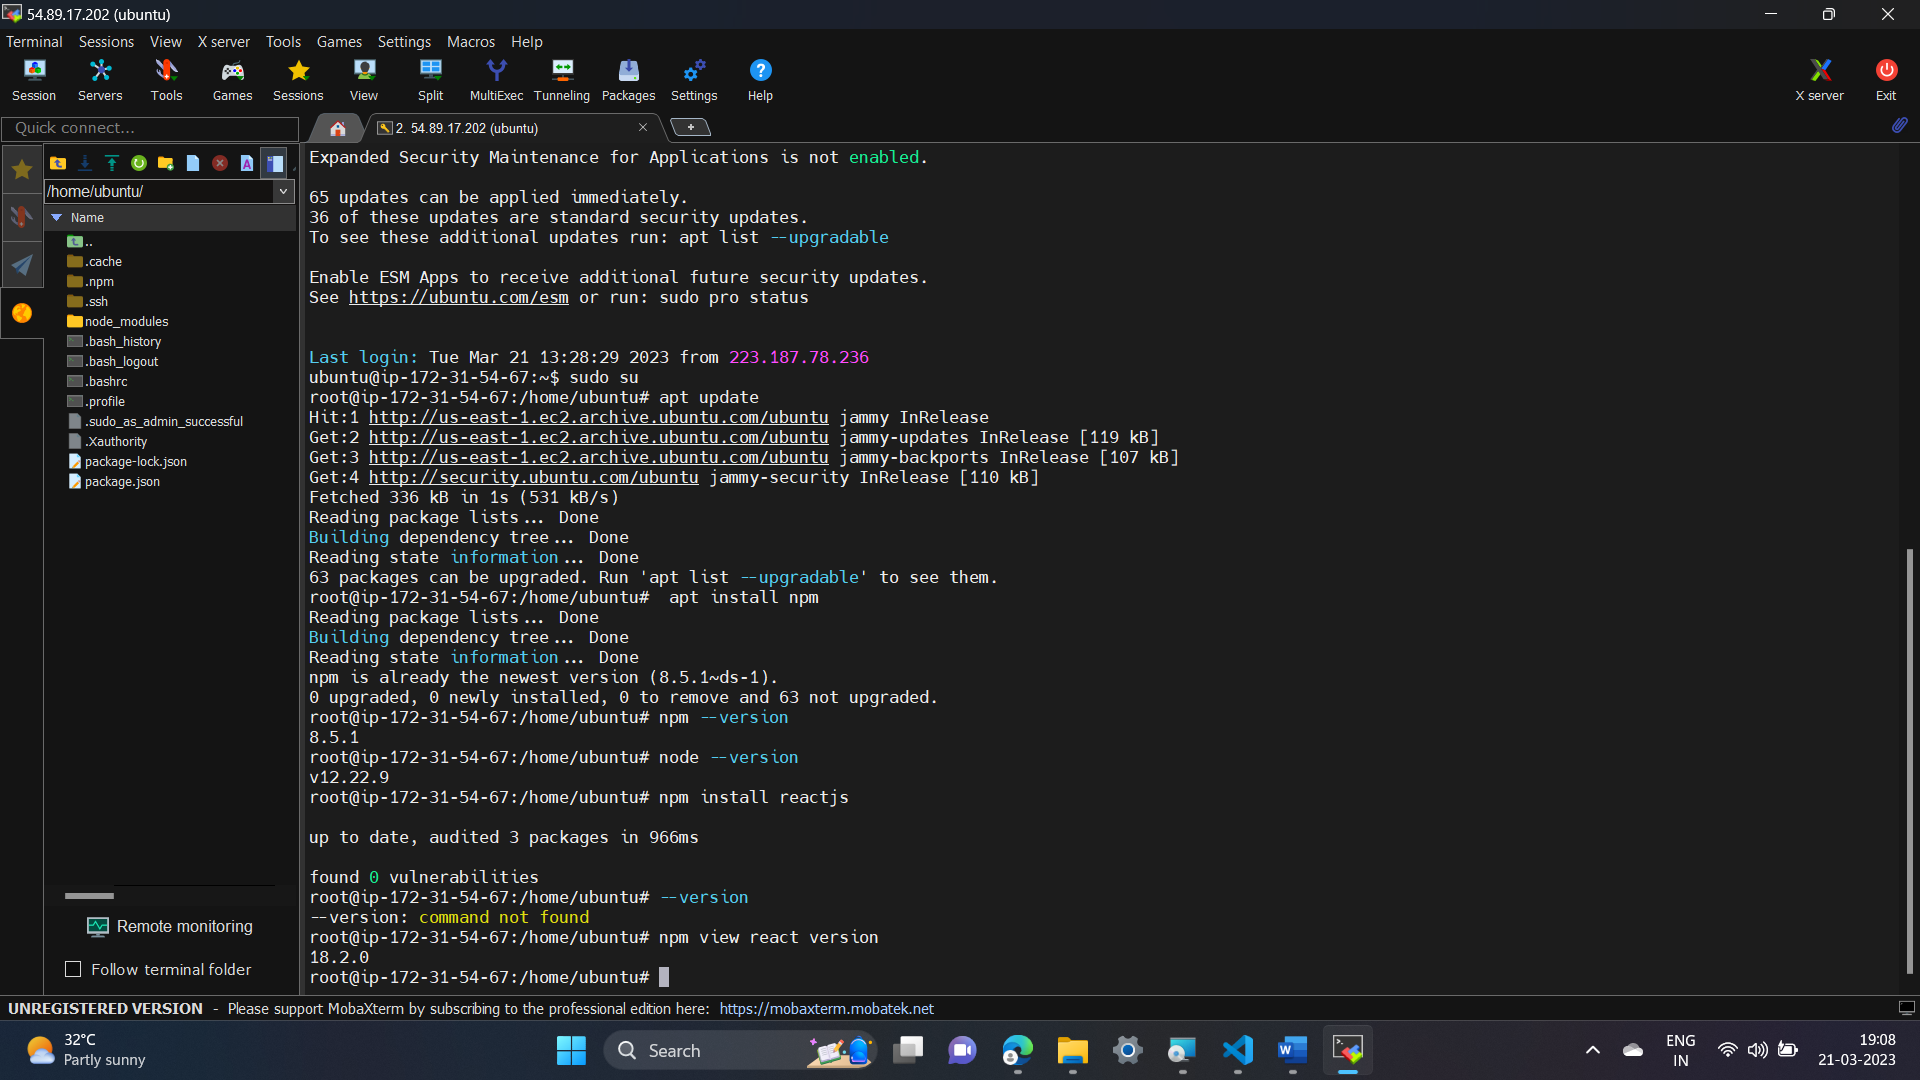 54.89.17.202 (ubuntu)
Terminal Sessions View X server Tools Games Settings Macros Help
Session Servers Tools Games Sessions View Split MultiExec Tunneling Packages Settings Help X server Exit
Quick connect...
2. 54.89.17.202 (ubuntu)
/home/ubuntu/
Name
..
.cache
.npm
.ssh
node_modules
.bash_history
.bash_logout
.bashrc
.profile
.sudo_as_admin_successful
.Xauthority
package-lock.json
package.json
Remote monitoring
Follow terminal folder
Expanded Security Maintenance for Applications is not enabled.
65 updates can be applied immediately.
36 of these updates are standard security updates.
To see these additional updates run: apt list --upgradable
Enable ESM Apps to receive additional future security updates.
See https://ubuntu.com/esm or run: sudo pro status
Last login: Tue Mar 21 13:28:29 2023 from 223.187.78.236
ubuntu@ip-172-31-54-67:~$ sudo su
root@ip-172-31-54-67:/home/ubuntu# apt update
Hit:1 http://us-east-1.ec2.archive.ubuntu.com/ubuntu jammy InRelease
Get:2 http://us-east-1.ec2.archive.ubuntu.com/ubuntu jammy-updates InRelease [119 kB]
Get:3 http://us-east-1.ec2.archive.ubuntu.com/ubuntu jammy-backports InRelease [107 kB]
Get:4 http://security.ubuntu.com/ubuntu jammy-security InRelease [110 kB]
Fetched 336 kB in 1s (531 kB/s)
Reading package lists... Done
Building dependency tree... Done
Reading state information... Done
63 packages can be upgraded. Run 'apt list --upgradable' to see them.
root@ip-172-31-54-67:/home/ubuntu#  apt install npm
Reading package lists... Done
Building dependency tree... Done
Reading state information... Done
npm is already the newest version (8.5.1~ds-1).
0 upgraded, 0 newly installed, 0 to remove and 63 not upgraded.
root@ip-172-31-54-67:/home/ubuntu# npm --version
8.5.1
root@ip-172-31-54-67:/home/ubuntu# node --version
v12.22.9
root@ip-172-31-54-67:/home/ubuntu# npm install reactjs
up to date, audited 3 packages in 966ms
found 0 vulnerabilities
root@ip-172-31-54-67:/home/ubuntu# --version
--version: command not found
root@ip-172-31-54-67:/home/ubuntu# npm view react version
18.2.0
root@ip-172-31-54-67:/home/ubuntu#
UNREGISTERED VERSION - Please support MobaXterm by subscribing to the professional edition here: https://mobaxterm.mobatek.net
32°C
Partly sunny
Search
ENG
IN
19:08
21-03-2023